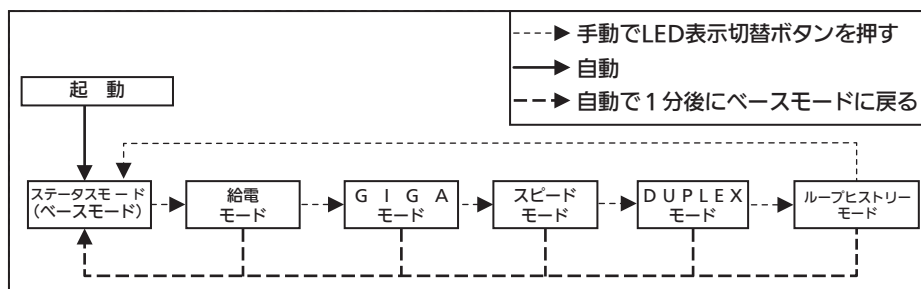 手動でLED表示切替ボタンを押す
自動
自動で1分後にベースモードに戻る
起 動
ステータスモード
(ベースモード)
給電
モード
G I G A
モード
スピード
モード
D U P L E X
モード
ループヒストリー
モード